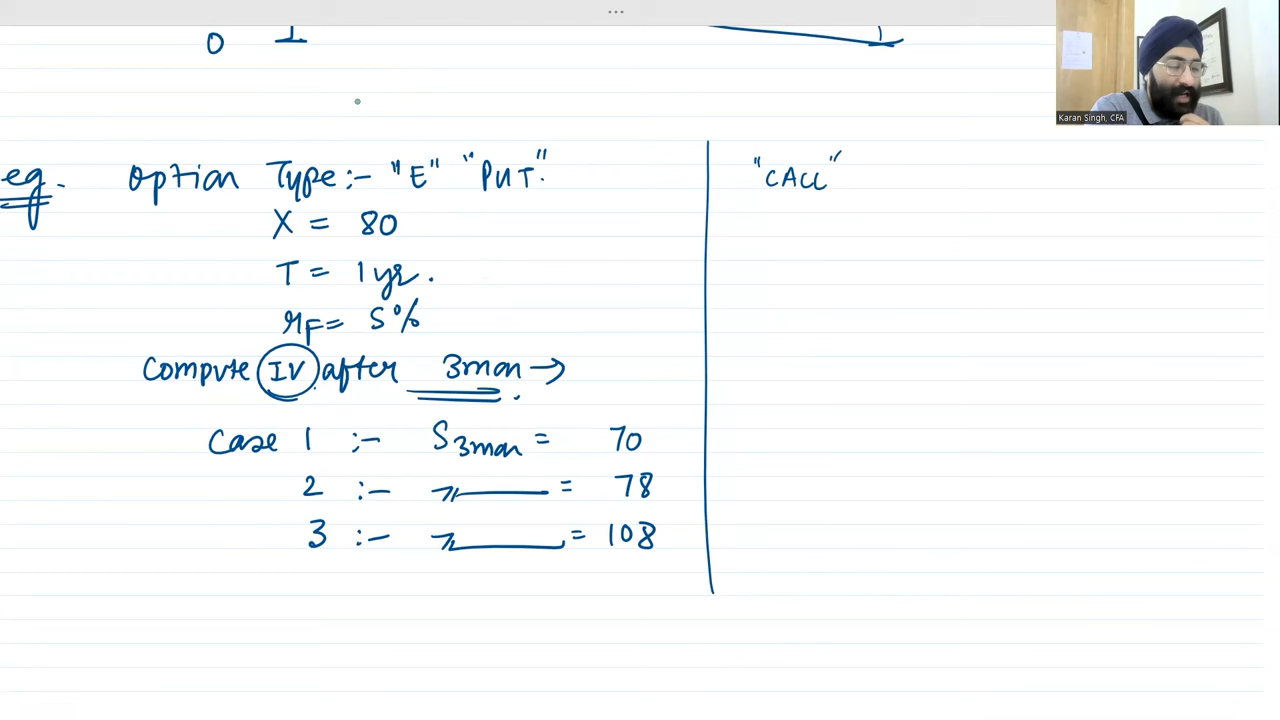 0
Karan Singh, CFA
eg. Option Type :- "E" "PUT"
X = 80
T = 1 yr.
rF = 5%
Compute IV after 3mon →
Case 1 :- S3mon = 70
2 :- —〃— = 78
3 :- —〃— = 108
"CALL"